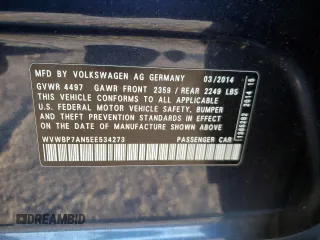 MFD BY VOLKSWAGEN AG GERMANY 03/2014
GVWR 4497 GAWR FRONT 2359 / REAR 2249 LBS
THIS VEHICLE CONFORMS TO ALL APPLICABLE
U.S. FEDERAL MOTOR VEHICLE SAFETY, BUMPER
AND THEFT PREVENTION STANDARDS IN EFFECT
ON THE DATE OF MANUFACTURE SHOWN ABOVE
WVWBP7AN5EE534273 PASSENGER CAR
2014 10
DREAMBID